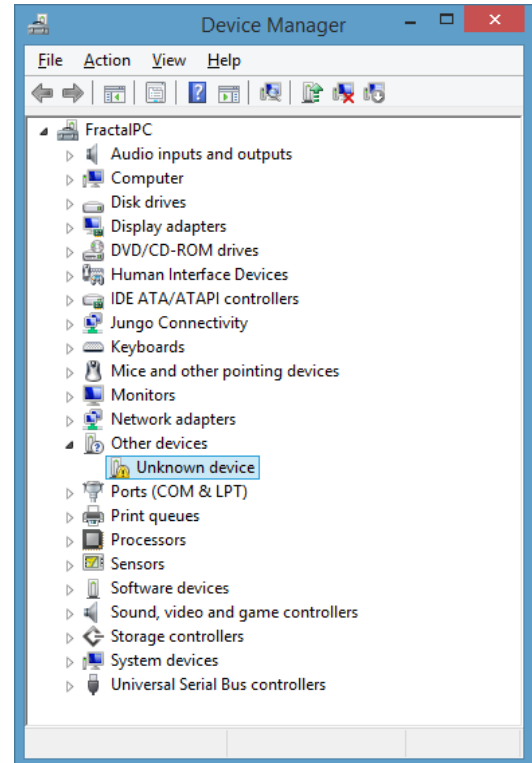 Device Manager
File Action View Help
FractalPC
Audio inputs and outputs
Computer
Disk drives
Display adapters
DVD/CD-ROM drives
Human Interface Devices
IDE ATA/ATAPI controllers
Jungo Connectivity
Keyboards
Mice and other pointing devices
Monitors
Network adapters
Other devices
Unknown device
Ports (COM & LPT)
Print queues
Processors
Sensors
Software devices
Sound, video and game controllers
Storage controllers
System devices
Universal Serial Bus controllers